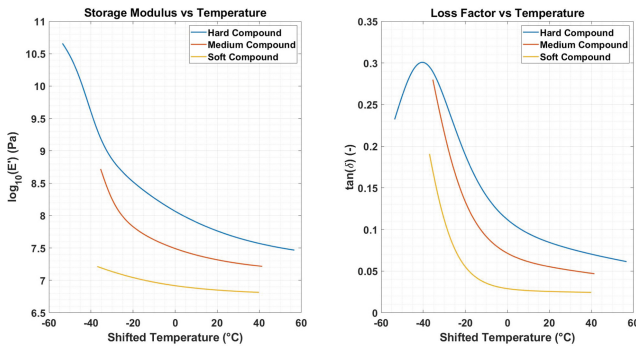 Storage Modulus vs Temperature
11
10.5
10
9.5
9
8.5
8
7.5
7
6.5
log10(E') (Pa)
Hard Compound
Medium Compound
Soft Compound
-60 -40 -20 0 20 40 60
Shifted Temperature (°C)
Loss Factor vs Temperature
0.35
0.3
0.25
0.2
0.15
0.1
0.05
0
tan(δ) (-)
Hard Compound
Medium Compound
Soft Compound
-60 -40 -20 0 20 40 60
Shifted Temperature (°C)